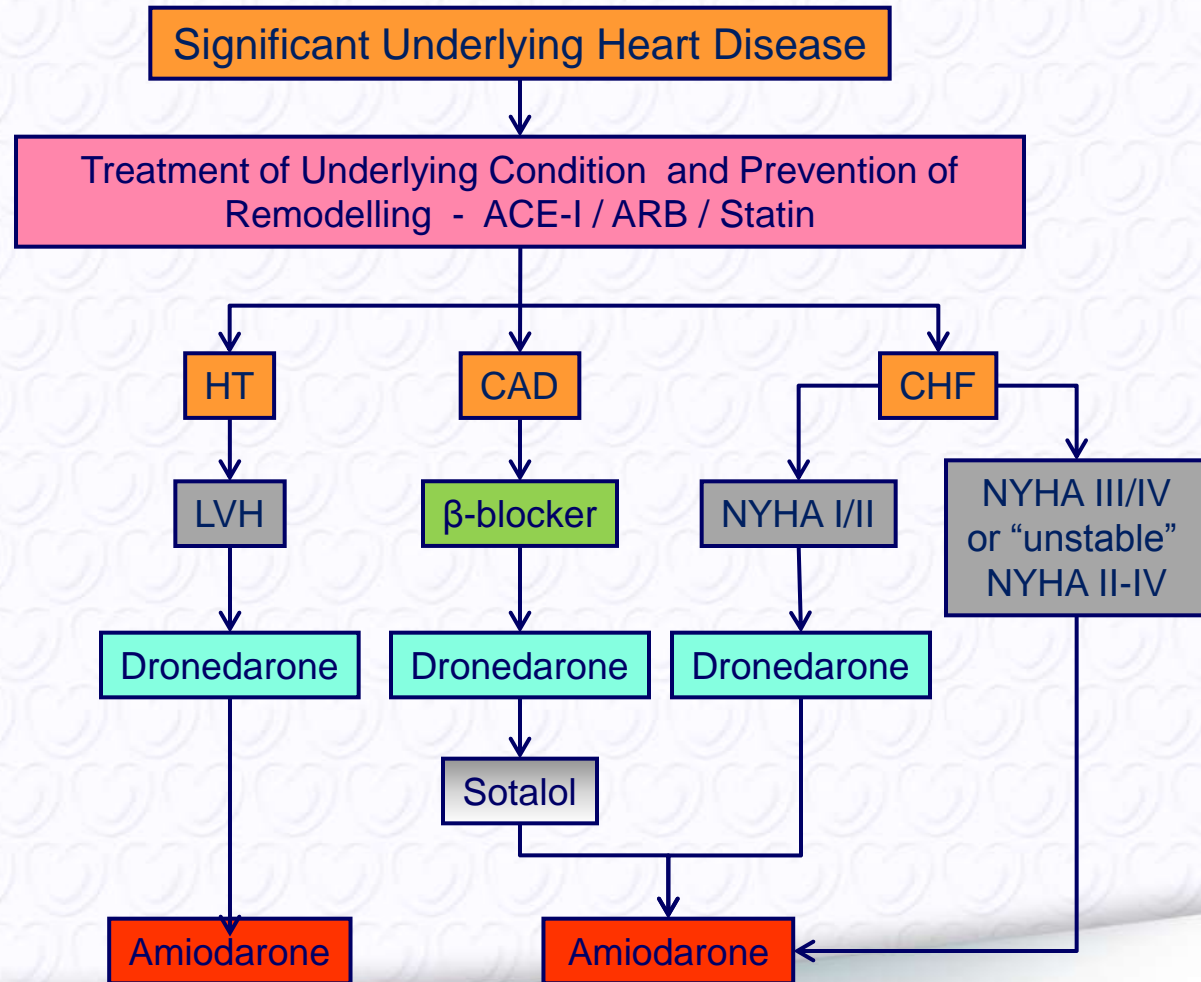 Significant Underlying Heart Disease
Treatment of Underlying Condition and Prevention of
Remodelling - ACE-I / ARB / Statin
HT
CAD
CHF
LVH
β-blocker
NYHA I/II
NYHA III/IV
or “unstable”
NYHA II-IV
Dronedarone
Dronedarone
Dronedarone
Sotalol
Amiodarone
Amiodarone